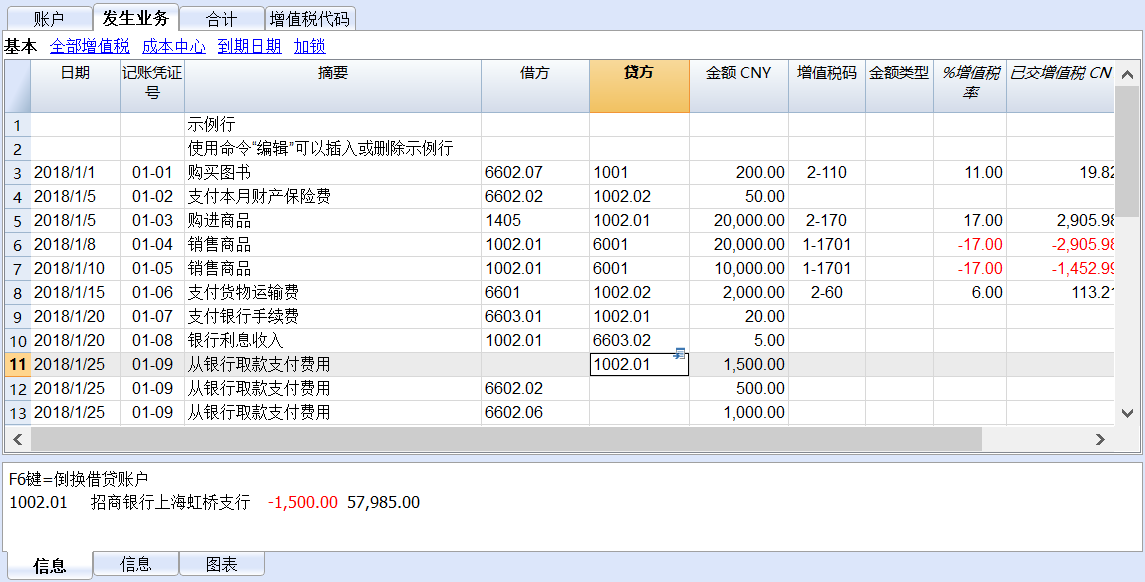 账户 发生业务 合计 增值税代码
基本 全部增值税 成本中心 到期日期 加锁
日期 记账凭证号 摘要 借方 贷方 金额 CNY 增值税码 金额类型 %增值税率 已交增值税 CN
1 示例行
2 使用命令“编辑”可以插入或删除示例行
3 2018/1/1 01-01 购买图书 6602.07 1001 200.00 2-110 11.00 19.82
4 2018/1/5 01-02 支付本月财产保险费 6602.02 1002.02 50.00
5 2018/1/5 01-03 购进商品 1405 1002.01 20,000.00 2-170 17.00 2,905.98
6 2018/1/8 01-04 销售商品 1002.01 6001 20,000.00 1-1701 -17.00 -2,905.98
7 2018/1/10 01-05 销售商品 1002.01 6001 10,000.00 1-1701 -17.00 -1,452.99
8 2018/1/15 01-06 支付货物运输费 6601 1002.02 2,000.00 2-60 6.00 113.21
9 2018/1/20 01-07 支付银行手续费 6603.01 1002.01 20.00
10 2018/1/20 01-08 银行利息收入 1002.01 6603.02 5.00
11 2018/1/25 01-09 从银行取款支付费用 1002.01 1,500.00
12 2018/1/25 01-09 从银行取款支付费用 6602.02 500.00
13 2018/1/25 01-09 从银行取款支付费用 6602.06 1,000.00
F6键=倒换借贷账户
1002.01 招商银行上海虹桥支行 -1,500.00 57,985.00
信息 信息 图表